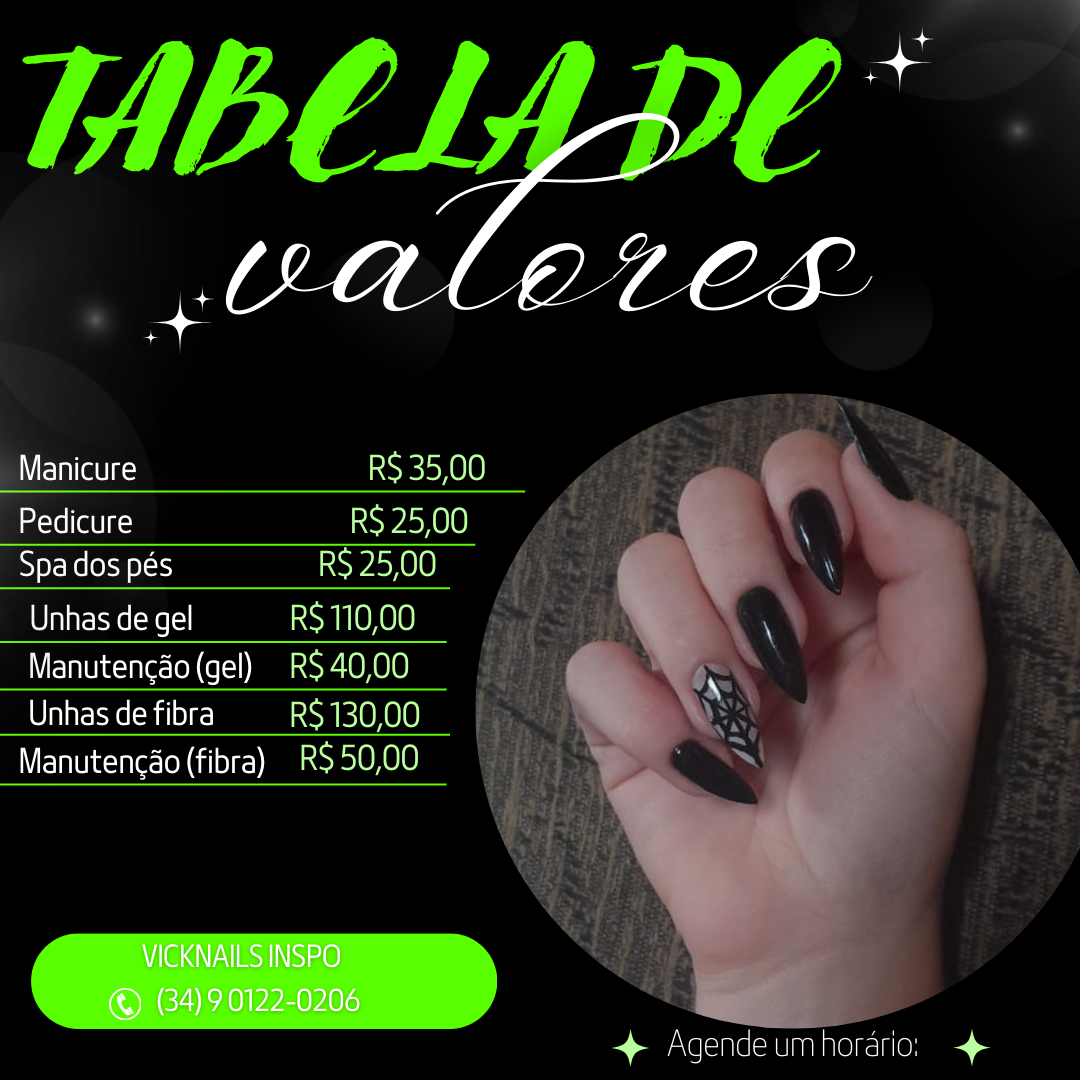 TABELA DE
valores
Manicure R$ 35,00
Pedicure R$ 25,00
Spa dos pés R$ 25,00
Unhas de gel R$ 110,00
Manutenção (gel) R$ 40,00
Unhas de fibra R$ 130,00
Manutenção (fibra) R$ 50,00
VICKNAILS INSPO
(34) 9 0122-0206
Agende um horário: